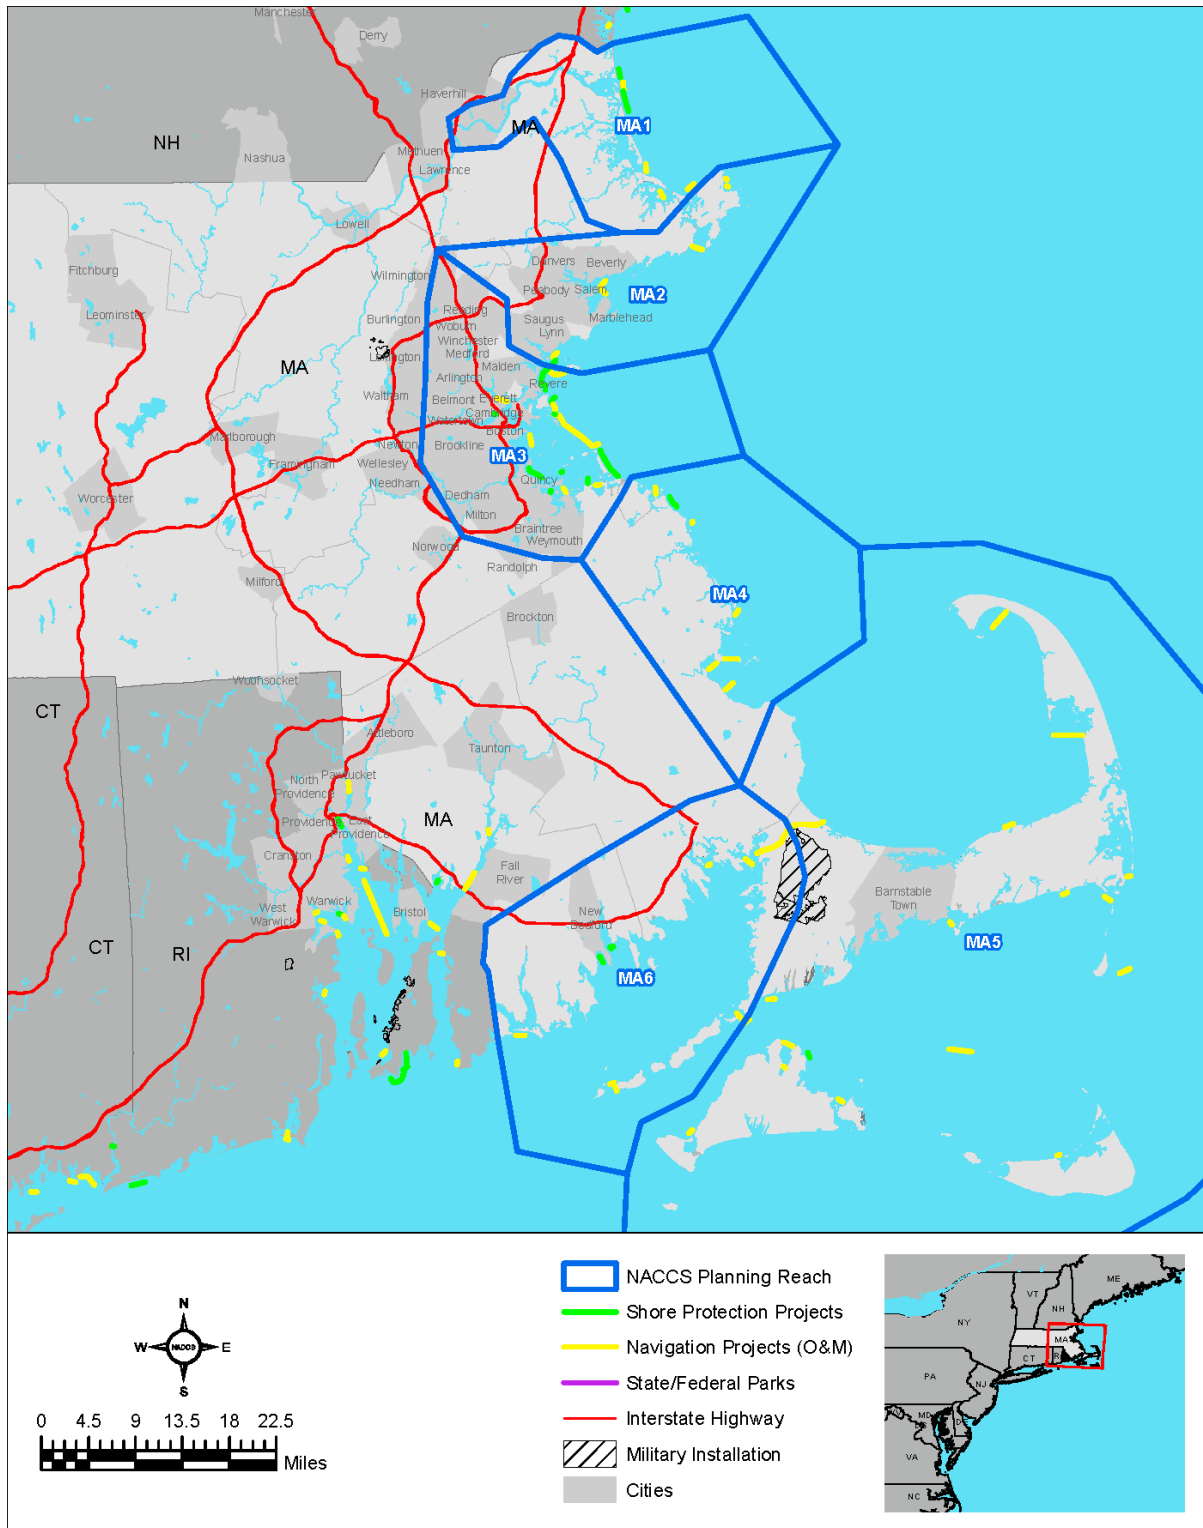 Manchester
Derry
Haverhill
MA1
MA
NH
Nashua
Methuen
Lawrence
Lowell
Fitchburg
Wilmington
Danvers
Beverly
Peabody
Salem
MA2
Leominster
Reading
Burlington
Woburn
Saugus
Lynn
Marblehead
Winchester
Medford
Lexington
Malden
MA
Arlington
Revere
Waltham
Belmont
Everett
Cambridge
Watertown
Boston
Marlborough
Newton
Brookline
MA3
Framingham
Wellesley
Needham
Quincy
Worcester
Dedham
Milton
Braintree
Weymouth
Norwood
Randolph
Milford
MA4
Brockton
Woonsocket
CT
Attleboro
Taunton
Pawtucket
North
Providence
Providence
East
Providence
MA
Cranston
Fall
River
Barnstable
Town
Warwick
West
Warwick
Bristol
New
Bedford
MA5
CT
RI
MA6
N
W
NACCS
E
S
0 4.5 9 13.5 18 22.5
Miles
NACCS Planning Reach
Shore Protection Projects
Navigation Projects (O&M)
State/Federal Parks
Interstate Highway
Military Installation
Cities
ME
VT
NH
NY
MA
CT
PA
NJ
MD
VA
NC